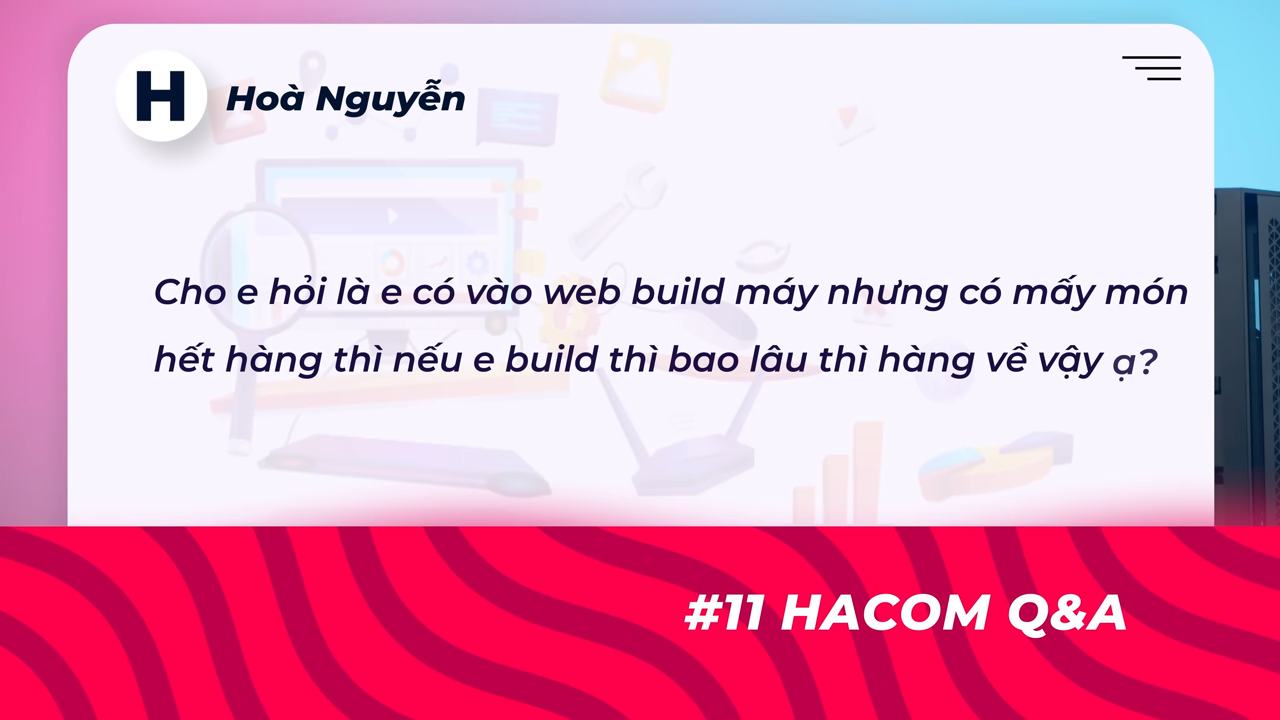 H
Hoà Nguyễn
Cho e hỏi là e có vào web build máy nhưng có mấy món
hết hàng thì nếu e build thì bao lâu thì hàng về vậy ạ?
#11 HACOM Q&A